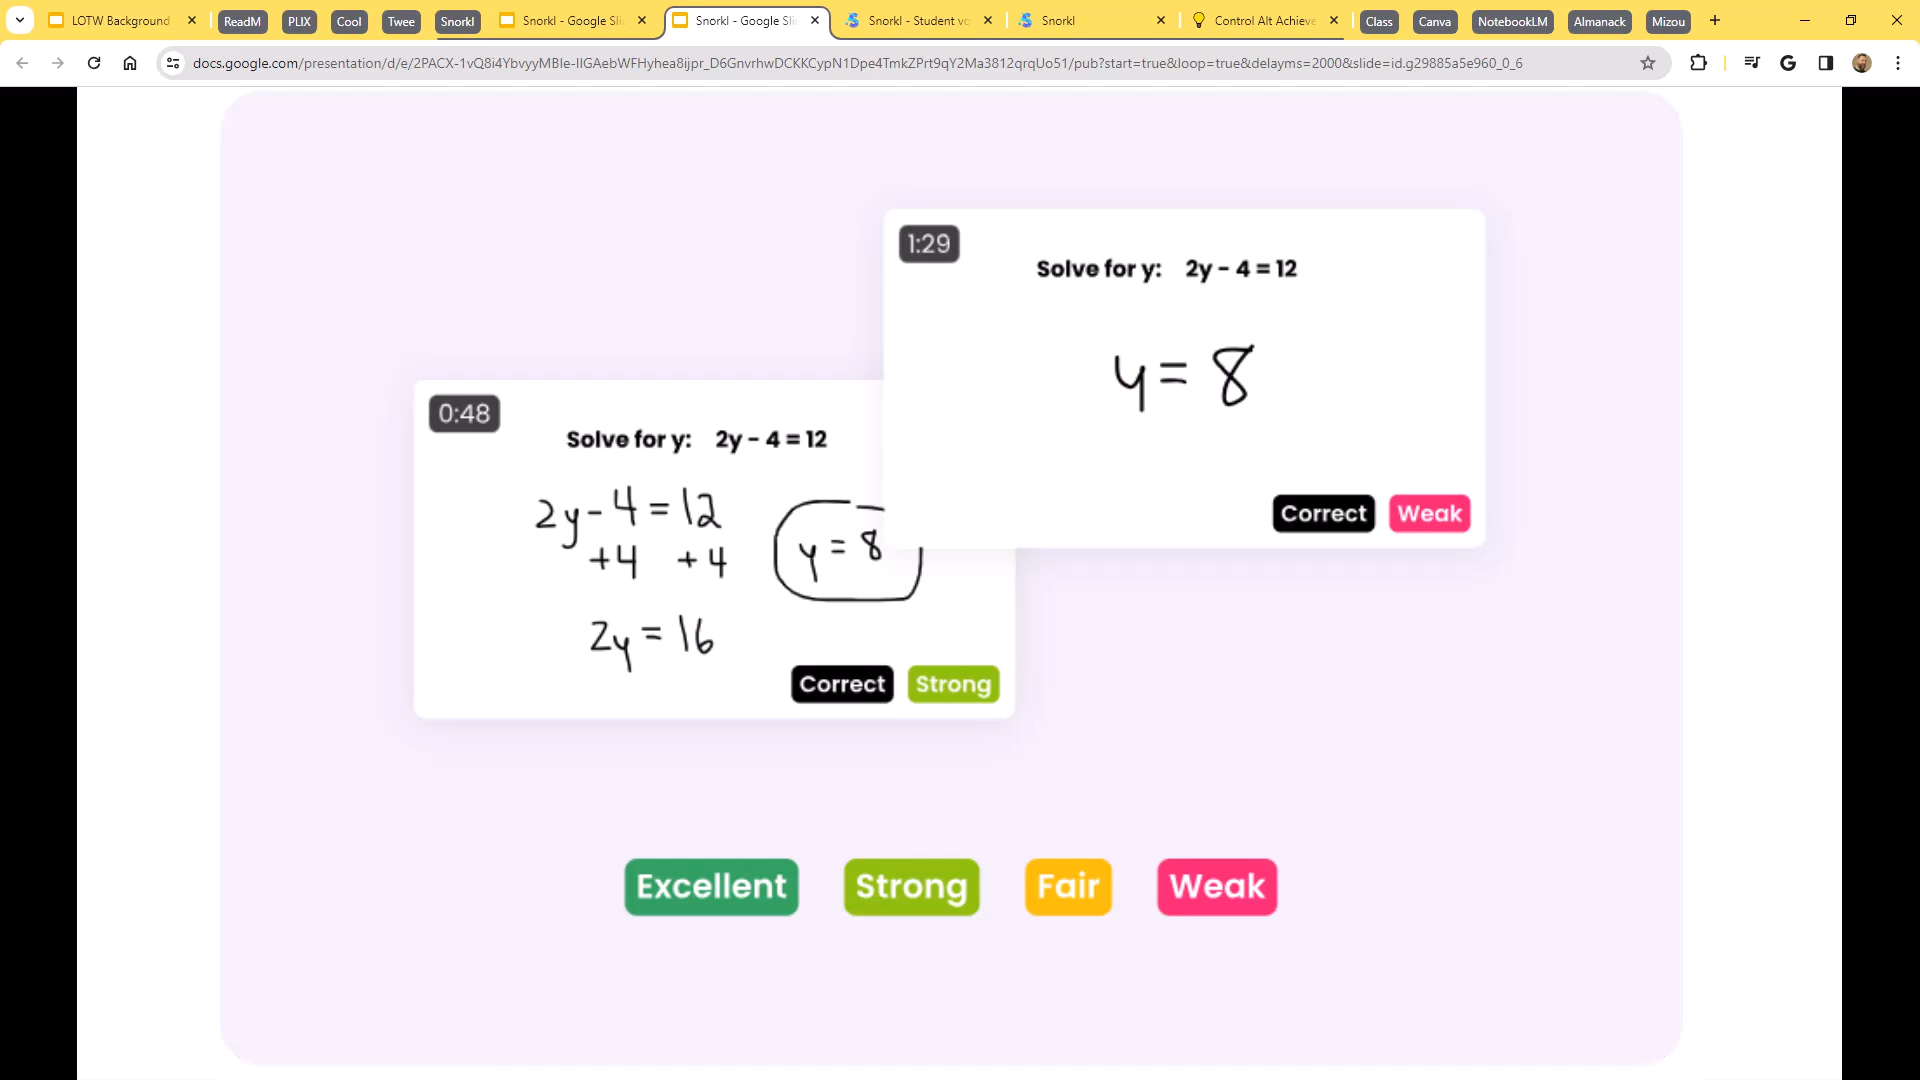 LOTW Background
ReadM
PLIX
Cool
Twee
Snorkl
Snorkl - Google Sli
Snorkl - Google Sli
Snorkl - Student vo
Snorkl
Control Alt Achieve
Class
Canva
NotebookLM
Almanack
Mizou
docs.google.com/presentation/d/e/2PACX-1vQ8i4YbvyyMBIe-IIGAebWFHyhea8ijpr_D6GnvrhwDCKKCypN1Dpe4TmkZPrt9qY2Ma3812qrqUo51/pub?start=true&loop=true&delayms=2000&slide=id.g29885a5e960_0_6
1:29
Solve for y: 2y - 4 = 12
y = 8
Correct Weak
0:48
Solve for y: 2y - 4 = 12
2y - 4 = 12
+4 +4
y = 8
2y = 16
Correct Strong
Excellent Strong Fair Weak